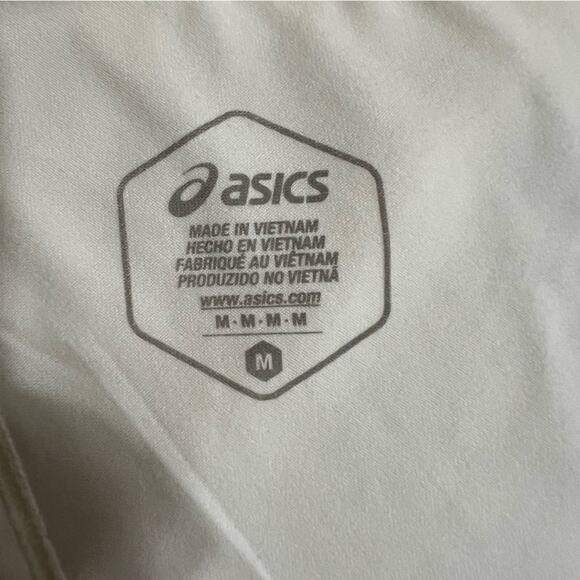 asics
MADE IN VIETNAM
HECHO EN VIETNAM
FABRIQUÉ AU VIÊTNAM
PRODUZIDO NO VIETNÃ
www.asics.com
M · M · M · M
M